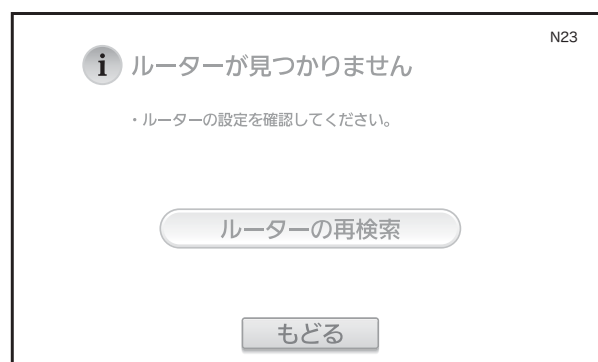 N23
i ルーターが見つかりません
・ルーターの設定を確認してください。
ルーターの再検索
もどる